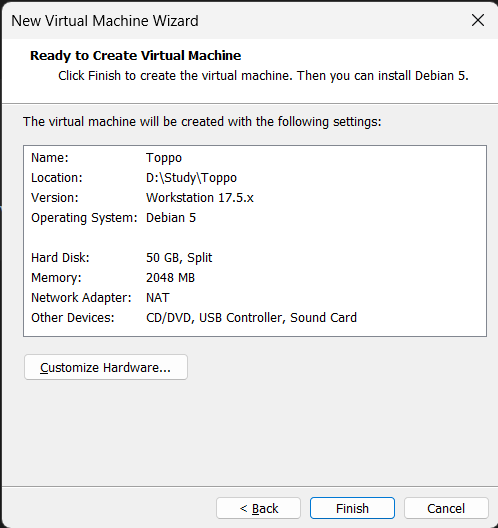 New Virtual Machine Wizard
Ready to Create Virtual Machine
Click Finish to create the virtual machine. Then you can install Debian 5.
The virtual machine will be created with the following settings:
Name: Toppo
Location: D:\Study\Toppo
Version: Workstation 17.5.x
Operating System: Debian 5
Hard Disk: 50 GB, Split
Memory: 2048 MB
Network Adapter: NAT
Other Devices: CD/DVD, USB Controller, Sound Card
Customize Hardware...
< Back Finish Cancel